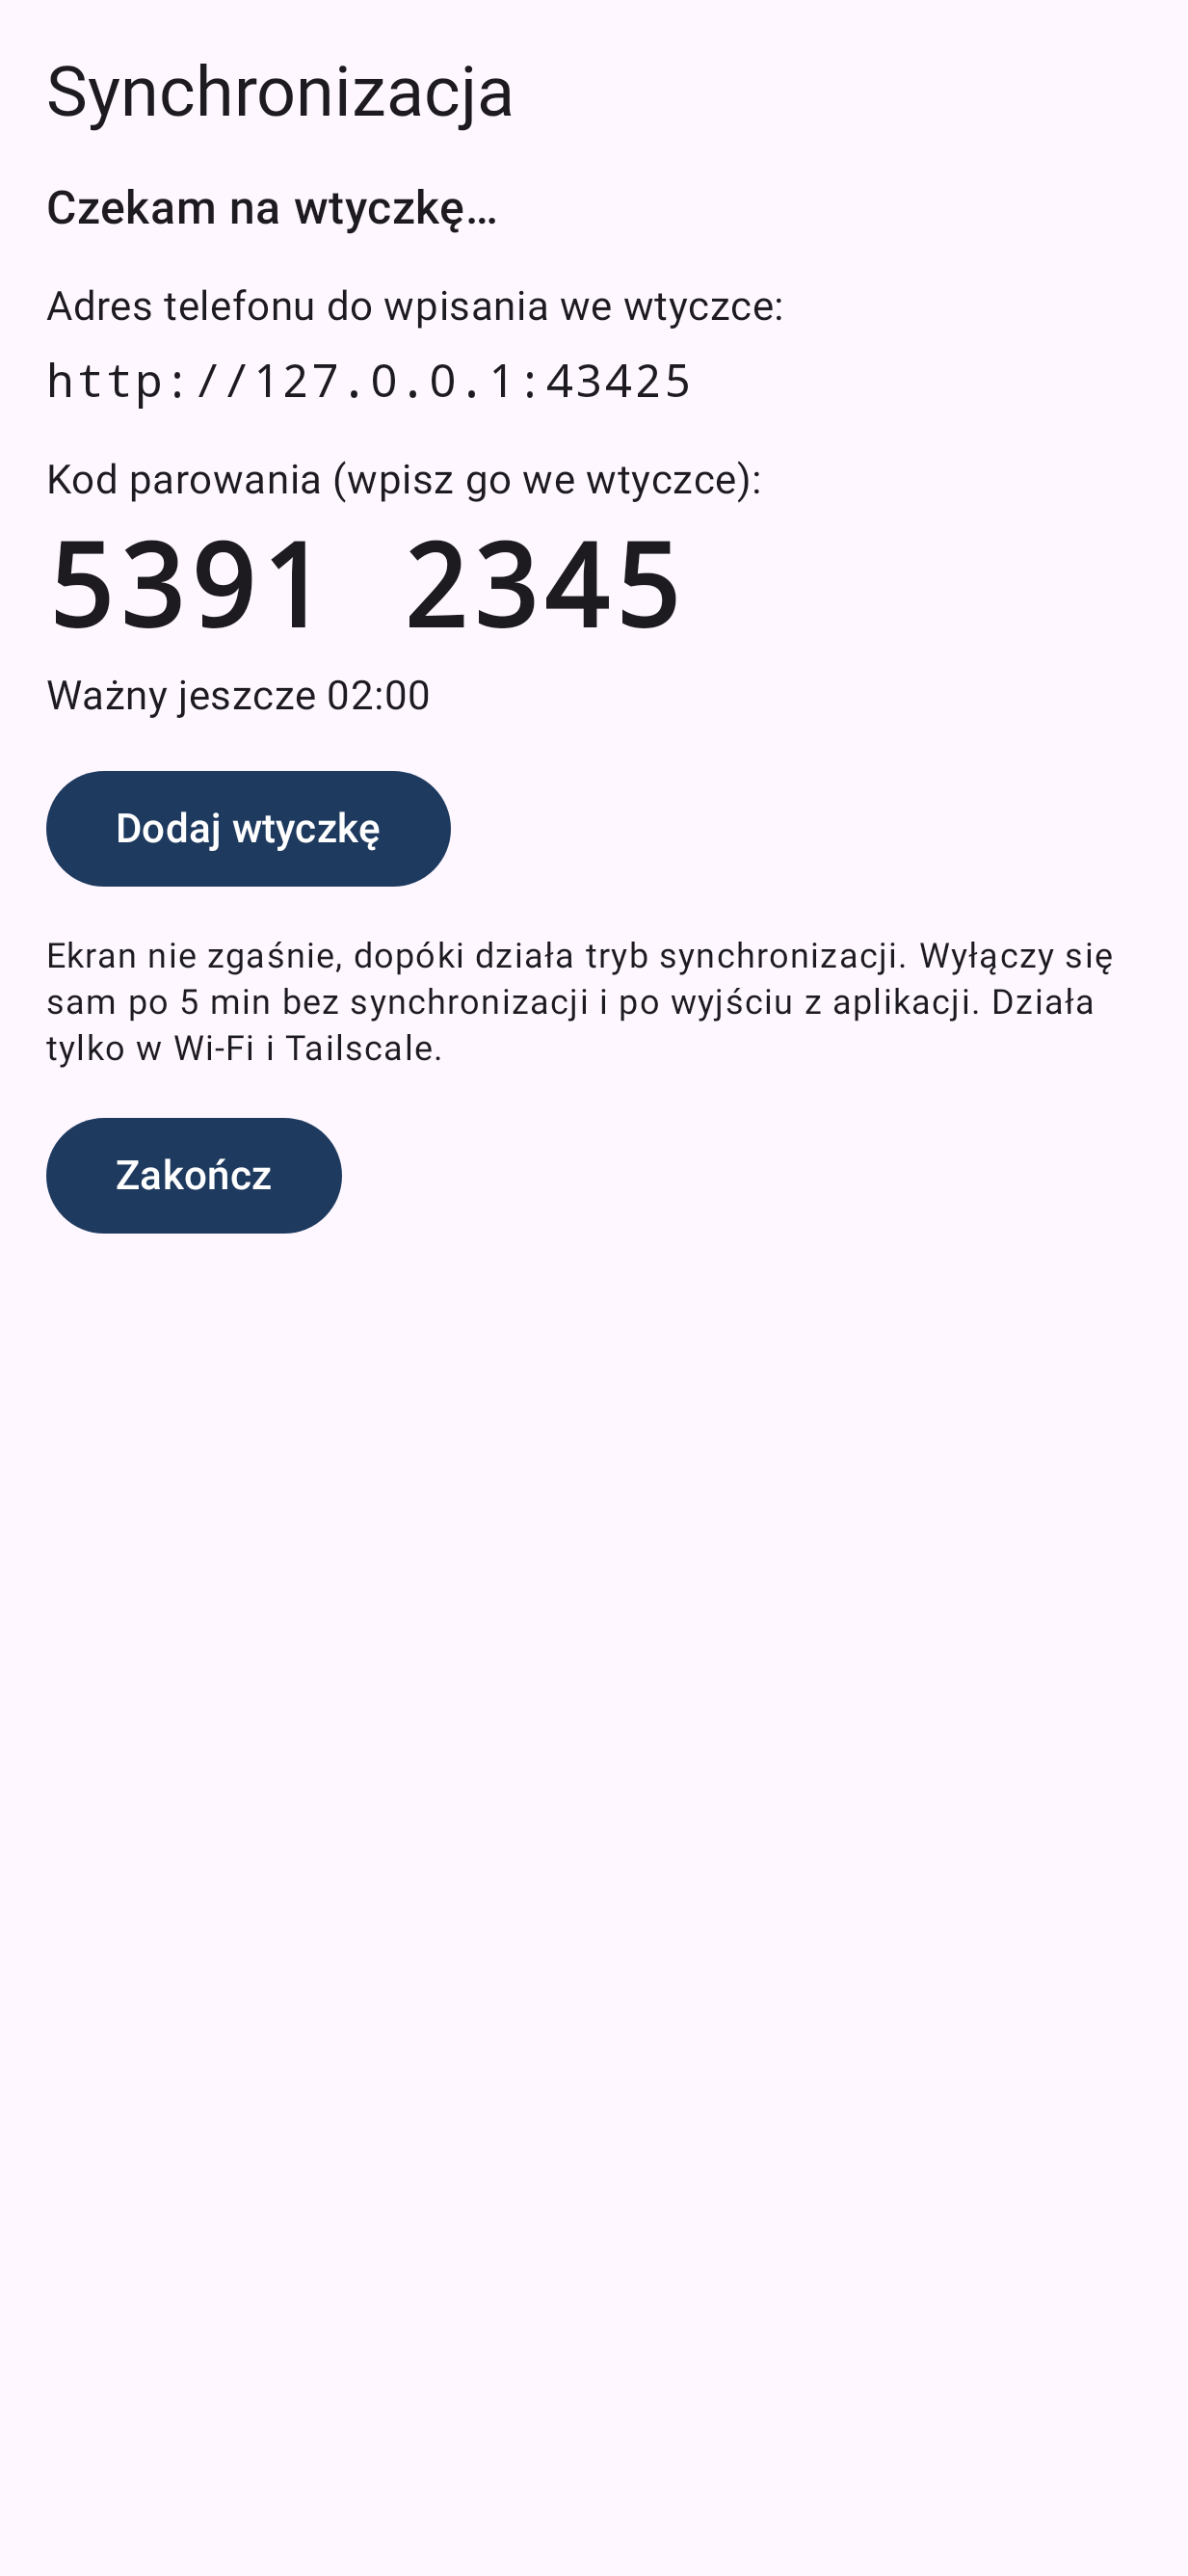 Synchronizacja
Czekam na wtyczkę…
Adres telefonu do wpisania we wtyczce:
http://127.0.0.1:43425
Kod parowania (wpisz go we wtyczce):
5391 2345
Ważny jeszcze 02:00
Dodaj wtyczkę
Ekran nie zgaśnie, dopóki działa tryb synchronizacji. Wyłączy się
sam po 5 min bez synchronizacji i po wyjściu z aplikacji. Działa
tylko w Wi-Fi i Tailscale.
Zakończ